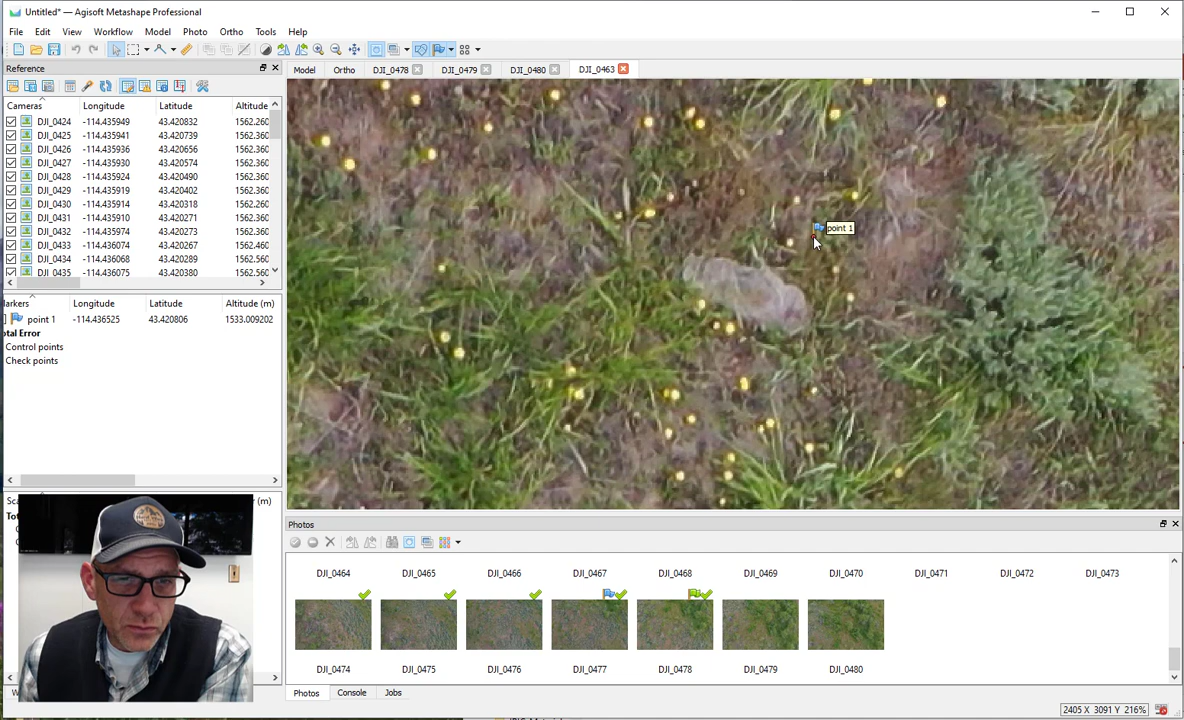 Untitled* — Agisoft Metashape Professional
File Edit View Workflow Model Photo Ortho Tools Help
Reference
Model Ortho DJI_0478 DJI_0479 DJI_0480 DJI_0463
Cameras Longitude Latitude Altitude
DJI_0424 -114.435949 43.420832 1562.260
DJI_0425 -114.435941 43.420739 1562.360
DJI_0426 -114.435936 43.420656 1562.260
DJI_0427 -114.435930 43.420574 1562.360
DJI_0428 -114.435924 43.420490 1562.360
DJI_0429 -114.435919 43.420402 1562.360
DJI_0430 -114.435914 43.420318 1562.260
DJI_0431 -114.435910 43.420271 1562.360
DJI_0432 -114.435974 43.420273 1562.360
DJI_0433 -114.436074 43.420267 1562.460
DJI_0434 -114.436068 43.420289 1562.560
DJI_0435 -114.436075 43.420380 1562.560
point 1
arkers Longitude Latitude Altitude (m)
point 1 -114.436525 43.420806 1533.009202
otal Error
Control points
Check points
Sca (m)
Tot
Photos
DJI_0464 DJI_0465 DJI_0466 DJI_0467 DJI_0468 DJI_0469 DJI_0470 DJI_0471 DJI_0472 DJI_0473
DJI_0474 DJI_0475 DJI_0476 DJI_0477 DJI_0478 DJI_0479 DJI_0480
Photos Console Jobs
2405 X 3091 Y 216%